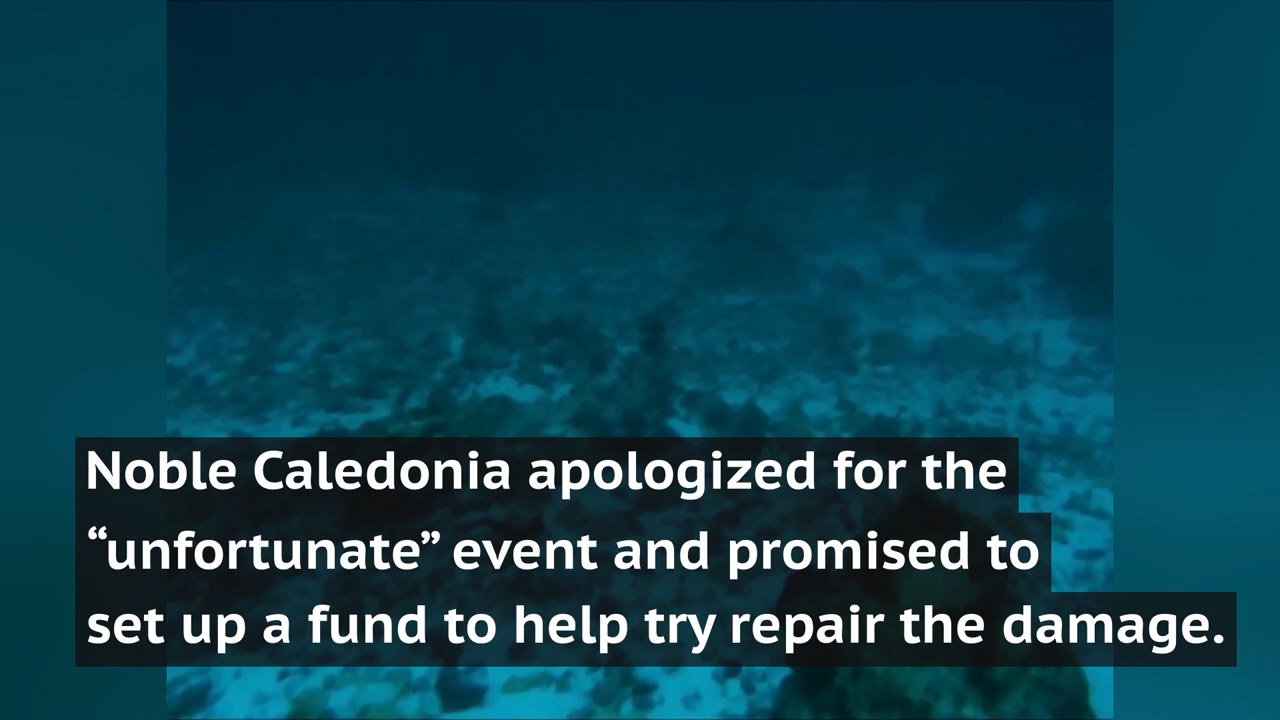 Noble Caledonia apologized for the
“unfortunate” event and promised to
set up a fund to help try repair the damage.